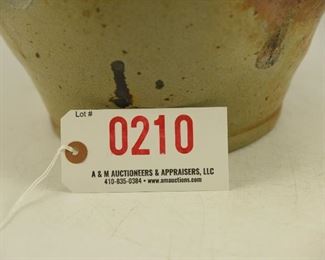 Lot #
0210
A & M AUCTIONEERS & APPRAISERS, LLC
410-835-0384 • www.amauctions.com